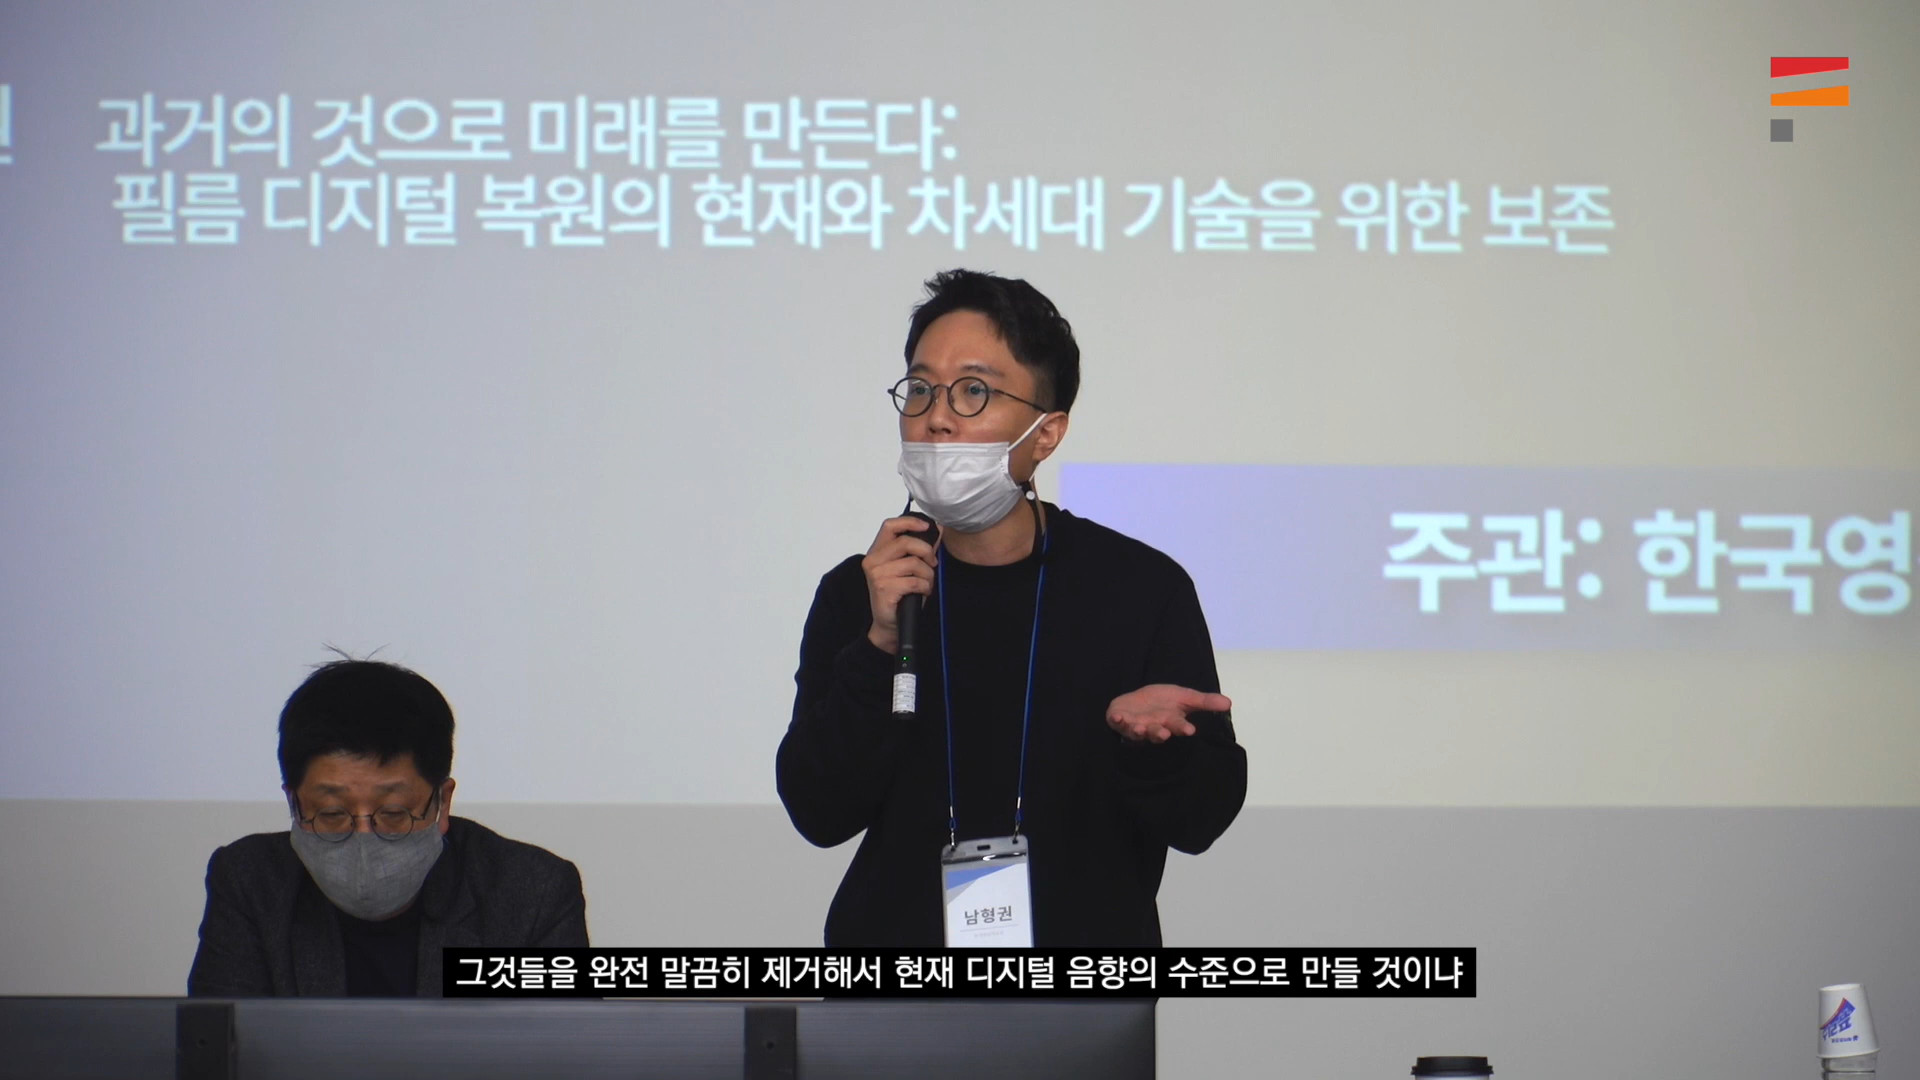 과거의 것으로 미래를 만든다:
필름 디지털 복원의 현재와 차세대 기술을 위한 보존
주관: 한국영
남형권
그것들을 완전 말끔히 제거해서 현재 디지털 음향의 수준으로 만들 것이냐